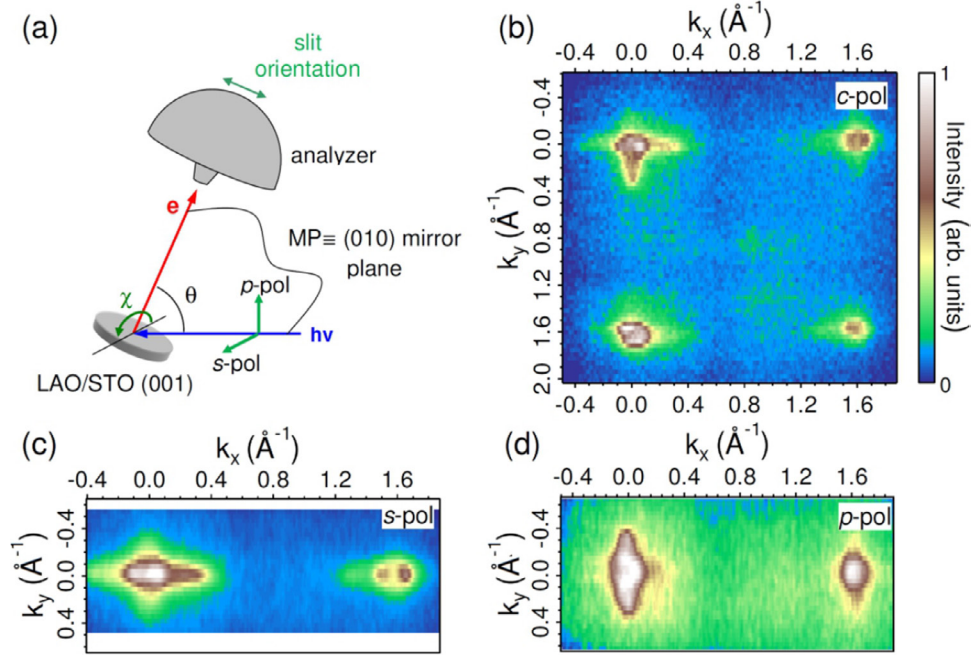 (a)
slit
orientation
analyzer
e
MP≡ (010) mirror
plane
χ
θ
p-pol
s-pol
hν
LAO/STO (001)
(b)
kₓ (Å⁻¹)
-0.4 0.0 0.4 0.8 1.2 1.6
c-pol
k_y (Å⁻¹)
-0.4
0.0
0.4
0.8
1.2
1.6
2.0
-0.4 0.0 0.4 0.8 1.2 1.6
1
Intensity (arb. units)
0
(c)
kₓ (Å⁻¹)
-0.4 0.0 0.4 0.8 1.2 1.6
s-pol
k_y (Å⁻¹)
-0.4
0.0
0.4
(d)
kₓ (Å⁻¹)
-0.4 0.0 0.4 0.8 1.2 1.6
p-pol
k_y (Å⁻¹)
-0.4
0.0
0.4